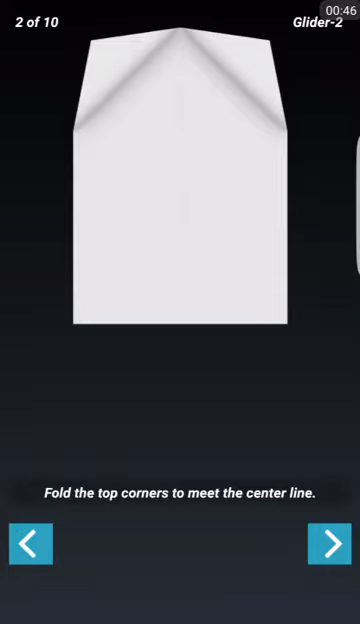 00:46
2 of 10
Glider-2
Fold the top corners to meet the center line.